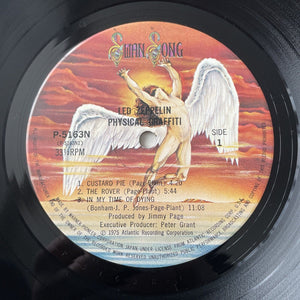 SWAN SONG
LED ZEPPELIN
PHYSICAL GRAFFITI
P-5163N
33⅓RPM
SIDE
1
1. CUSTARD PIE (Page-Plant) 4:20
2. THE ROVER (Page-Plant) 5:44
3. IN MY TIME OF DYING
(Bonham-J. P. Jones-Page-Plant) 11:08
Produced by Jimmy Page
Executive Producer: Peter Grant
© 1975 Atlantic Recording Corporation